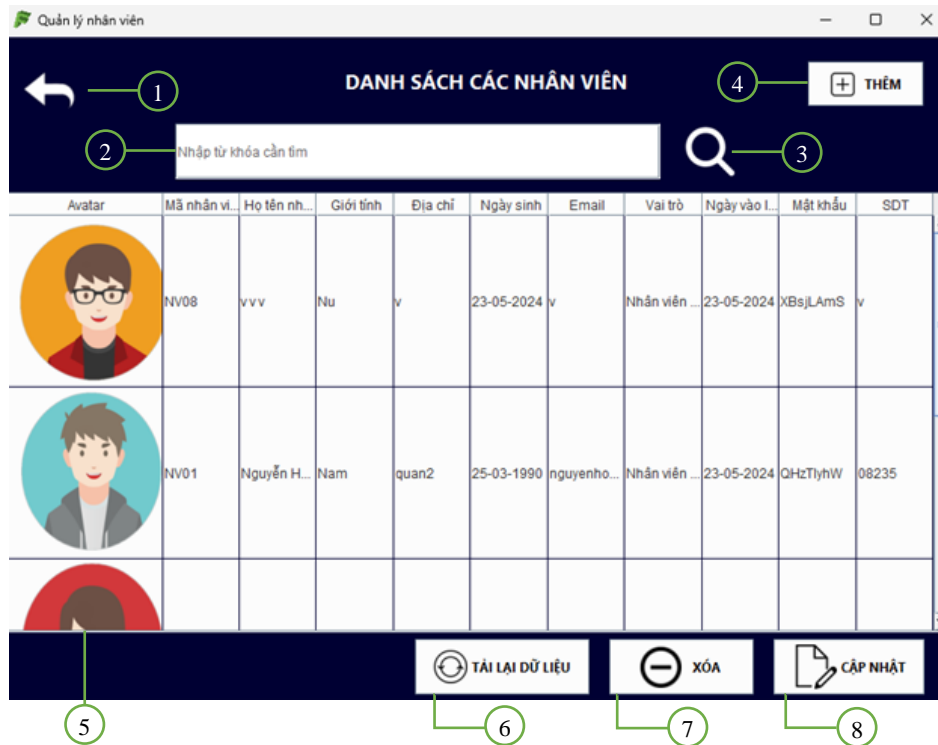 Quản lý nhân viên
1
DANH SÁCH CÁC NHÂN VIÊN
4
THÊM
2
Nhập từ khóa cần tìm
3
Avatar Mã nhân vi... Họ tên nh... Giới tính Địa chỉ Ngày sinh Email Vai trò Ngày vào l... Mật khẩu SDT
NV08 v v v Nu v 23-05-2024 v Nhân viên ... 23-05-2024 XBsjLAmS v
NV01 Nguyễn H... Nam quan2 25-03-1990 nguyenho... Nhân viên ... 23-05-2024 QHzTlyhW 08235
TẢI LẠI DỮ LIỆU
XÓA
CẬP NHẬT
5
6
7
8